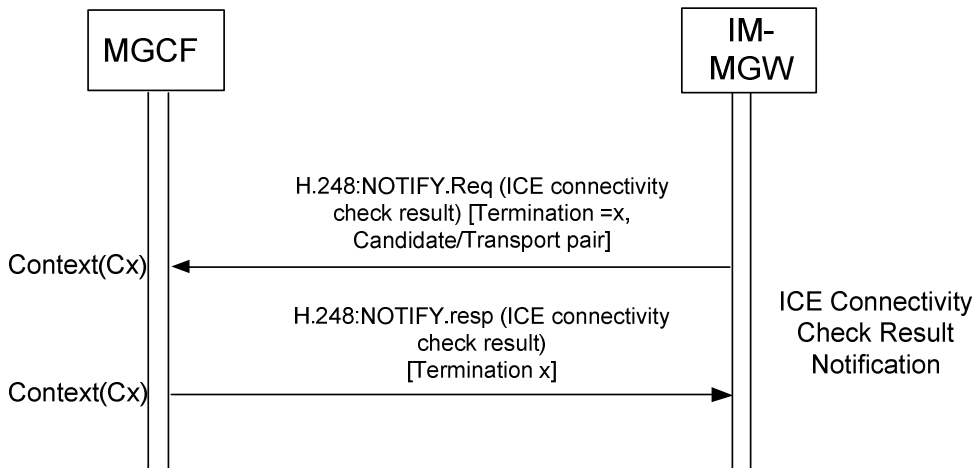 MGCF
IM-
MGW
H.248:NOTIFY.Req (ICE connectivity
check result) [Termination =x,
Candidate/Transport pair]
Context(Cx)
H.248:NOTIFY.resp (ICE connectivity
check result)
[Termination x]
Context(Cx)
ICE Connectivity
Check Result
Notification